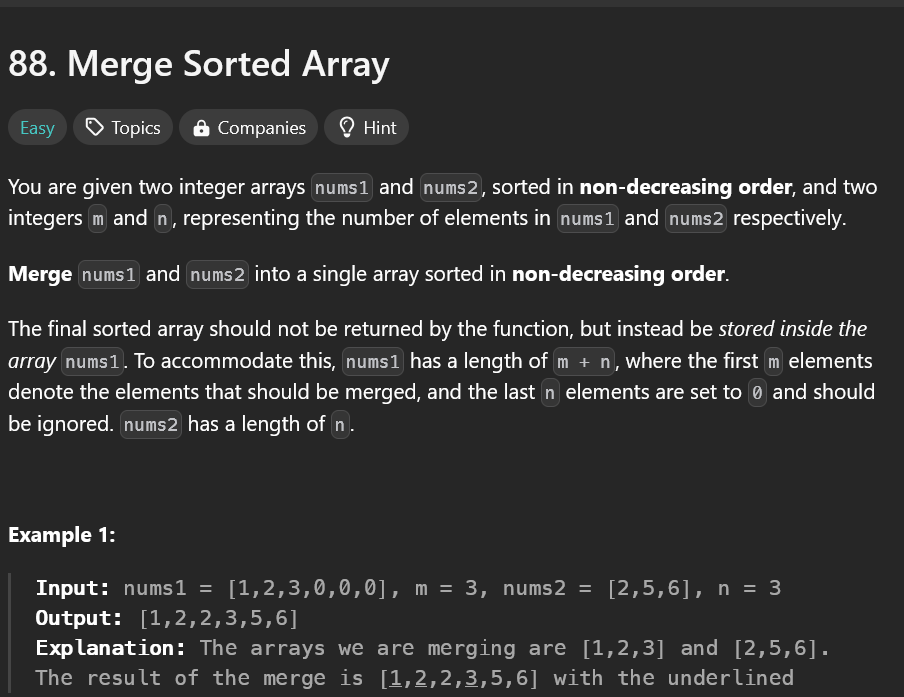 88. Merge Sorted Array
Easy Topics Companies Hint
You are given two integer arrays nums1 and nums2, sorted in non-decreasing order, and two
integers m and n, representing the number of elements in nums1 and nums2 respectively.
Merge nums1 and nums2 into a single array sorted in non-decreasing order.
The final sorted array should not be returned by the function, but instead be stored inside the
array nums1. To accommodate this, nums1 has a length of m + n, where the first m elements
denote the elements that should be merged, and the last n elements are set to 0 and should
be ignored. nums2 has a length of n.
Example 1:
Input: nums1 = [1,2,3,0,0,0], m = 3, nums2 = [2,5,6], n = 3
Output: [1,2,2,3,5,6]
Explanation: The arrays we are merging are [1,2,3] and [2,5,6].
The result of the merge is [1,2,2,3,5,6] with the underlined